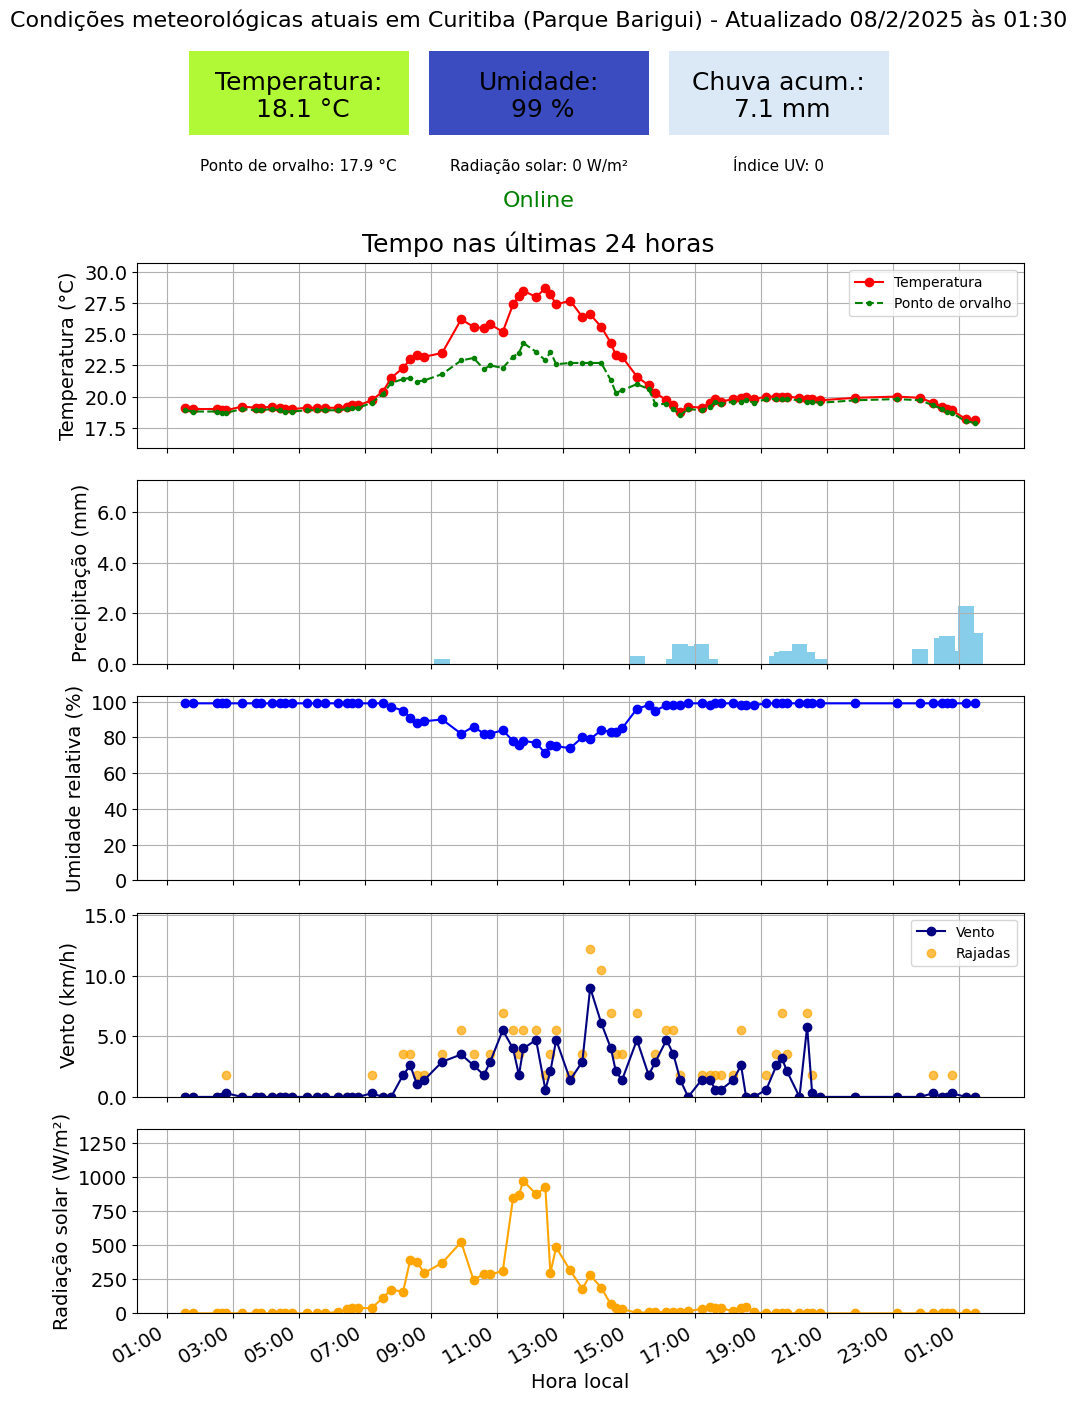 Condições meteorológicas atuais em Curitiba (Parque Barigui) - Atualizado 08/2/2025 às 01:30
Temperatura:
18.1 °C
Umidade:
99 %
Chuva acum.:
7.1 mm
Ponto de orvalho: 17.9 °C
Radiação solar: 0 W/m²
Índice UV: 0
Online
Tempo nas últimas 24 horas
Temperatura (°C)
30.0
27.5
25.0
22.5
20.0
17.5
Temperatura
Ponto de orvalho
Precipitação (mm)
6.0
4.0
2.0
0.0
Umidade relativa (%)
100
80
60
40
20
0
Vento (km/h)
15.0
10.0
5.0
0.0
Vento
Rajadas
Radiação solar (W/m²)
1250
1000
750
500
250
0
01:00
03:00
05:00
07:00
09:00
11:00
13:00
15:00
17:00
19:00
21:00
23:00
01:00
Hora local